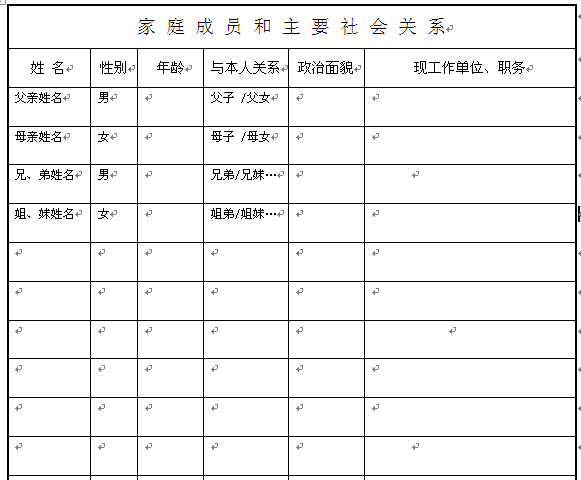 家 庭 成 员 和 主 要 社 会 关 系
姓 名 性别 年龄 与本人关系 政治面貌 现工作单位、职务
父亲姓名 男 父子 /父女
母亲姓名 女 母子 /母女
兄、弟姓名 男 兄弟/兄妹…
姐、妹姓名 女 姐弟/姐妹…